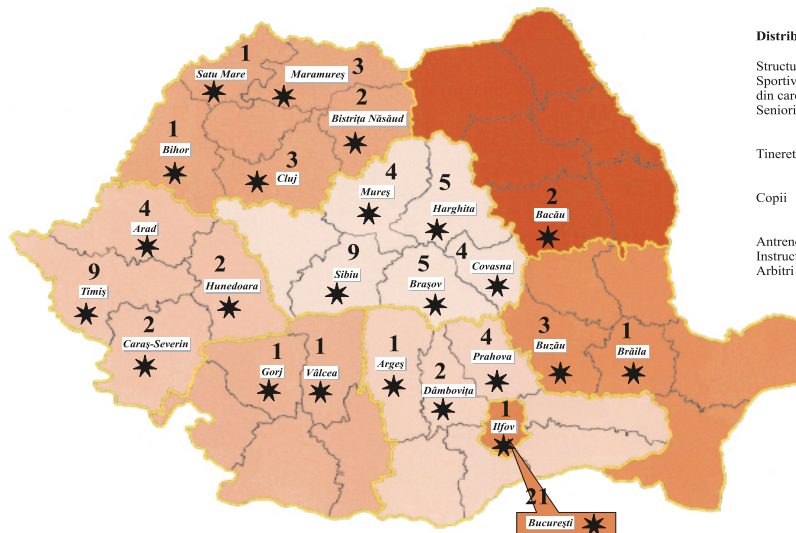 1
Satu Mare
3
Maramureș
2
Bistrița Năsăud
1
Bihor
3
Cluj
4
Mureș
5
Harghita
2
Bacău
4
Arad
9
Timiș
2
Hunedoara
9
Sibiu
5
Brașov
4
Covasna
2
Caraș-Severin
1
Gorj
1
Vâlcea
1
Argeș
2
Dâmbovița
4
Prahova
3
Buzău
1
Brăila
1
Ilfov
21
București
Distrib
Structu
Sportiv
din care
Seniori
Tineret
Copii
Antreno
Instruct
Arbitri